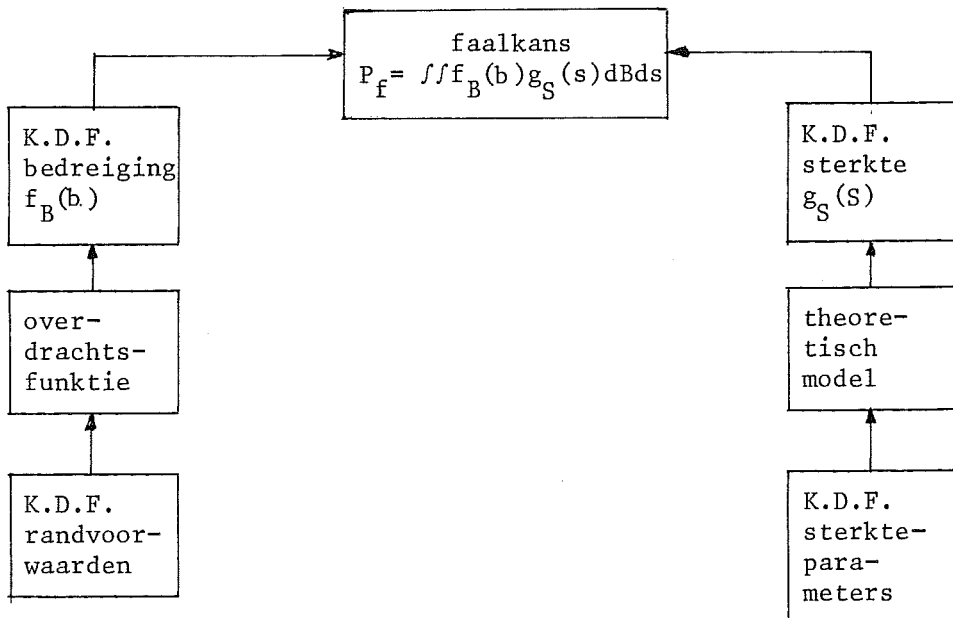 faalkans
P_f= ∫∫f_B(b)g_S(s)dBds
K.D.F.
bedreiging
f_B(b.)
over-
drachts-
funktie
K.D.F.
randvoor-
waarden
K.D.F.
sterkte
g_S(S)
theore-
tisch
model
K.D.F.
sterkte-
para-
meters